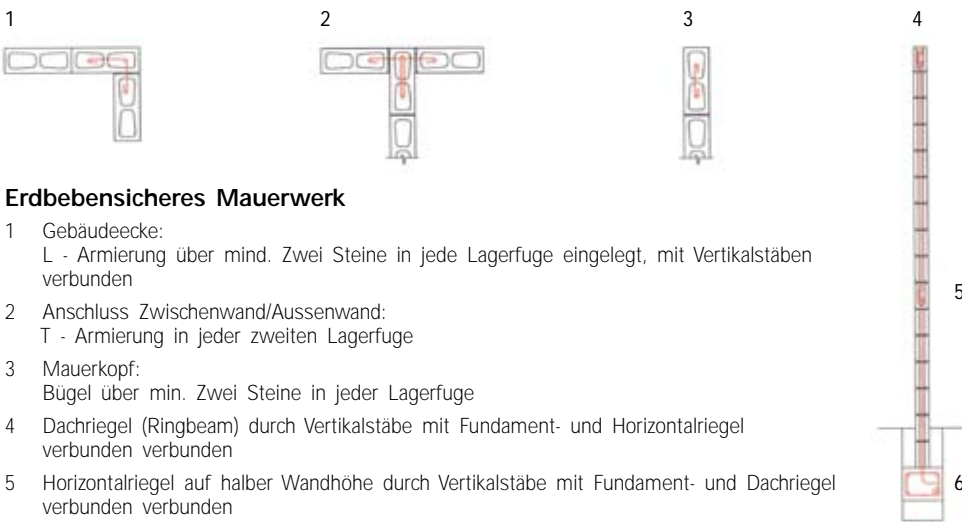 1 2 3 4
Erdbebensicheres Mauerwerk
1 Gebäudeecke:
L - Armierung über mind. Zwei Steine in jede Lagerfuge eingelegt, mit Vertikalstäben
verbunden
2 Anschluss Zwischenwand/Aussenwand:
T - Armierung in jeder zweiten Lagerfuge
3 Mauerkopf:
Bügel über min. Zwei Steine in jeder Lagerfuge
4 Dachriegel (Ringbeam) durch Vertikalstäbe mit Fundament- und Horizontalriegel
verbunden verbunden
5 Horizontalriegel auf halber Wandhöhe durch Vertikalstäbe mit Fundament- und Dachriegel
verbunden verbunden
5
6